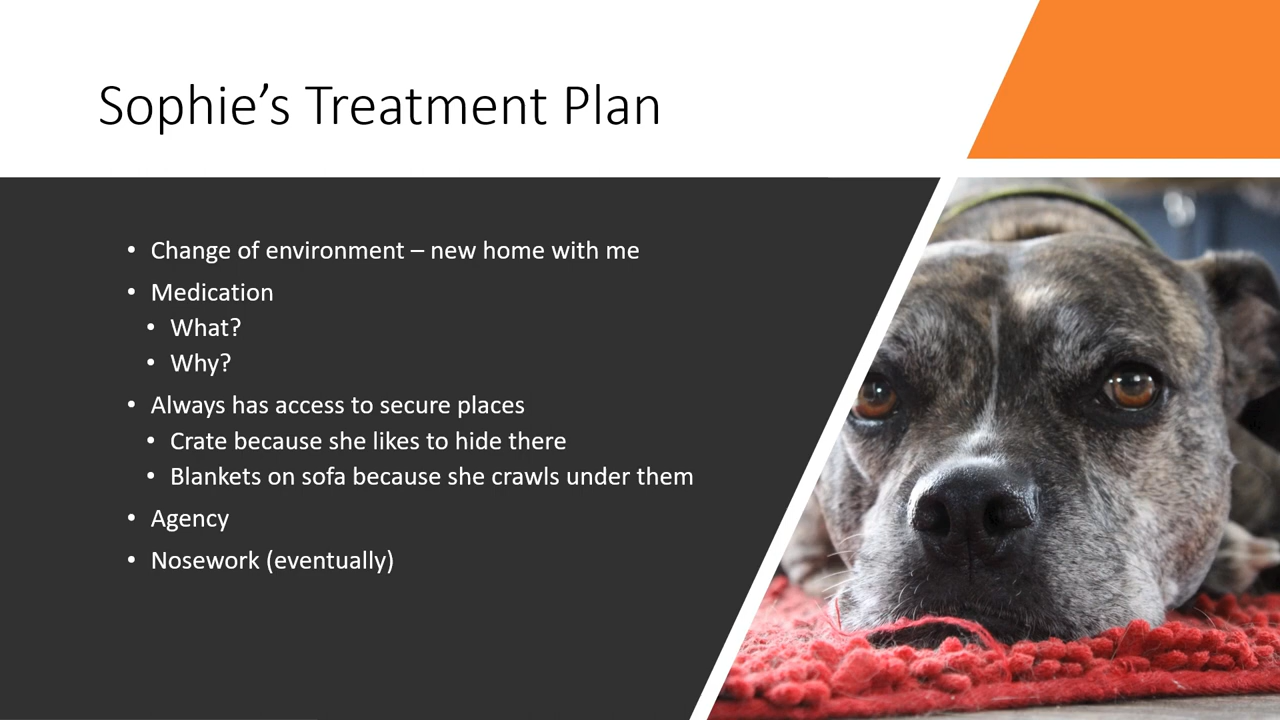 Sophie’s Treatment Plan
• Change of environment – new home with me
• Medication
• What?
• Why?
• Always has access to secure places
• Crate because she likes to hide there
• Blankets on sofa because she crawls under them
• Agency
• Nosework (eventually)